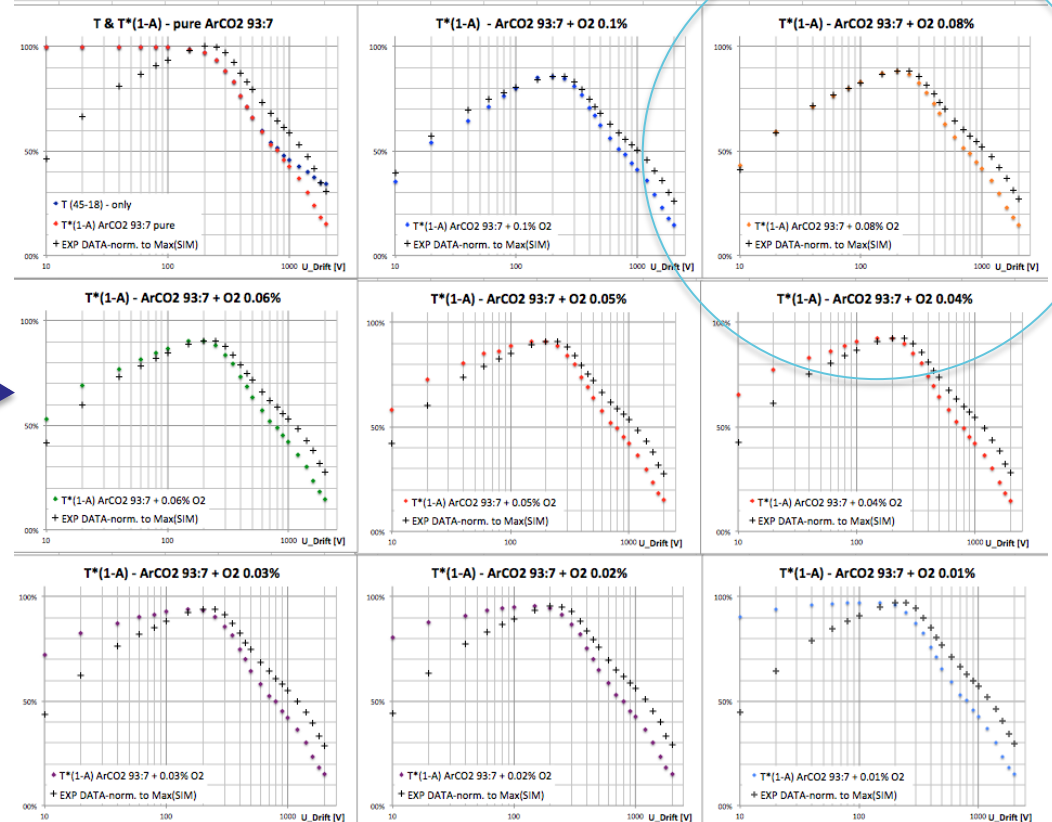 T & T*(1-A) - pure ArCO2 93:7
100%
50%
00%
T (45-18) - only
T*(1-A) ArCO2 93:7 pure
EXP DATA-norm. to Max(SIM)
10 100 1000 U_Drift [V]
T*(1-A) - ArCO2 93:7 + O2 0.1%
100%
50%
00%
T*(1-A) ArCO2 93:7 + 0.1% O2
EXP DATA-norm. to Max(SIM)
10 100 1000 U_Drift [V]
T*(1-A) - ArCO2 93:7 + O2 0.08%
100%
50%
00%
T*(1-A) ArCO2 93:7 + 0.08% O2
EXP DATA-norm. to Max(SIM)
10 100 1000 U_Drift [V]
T*(1-A) - ArCO2 93:7 + O2 0.06%
100%
50%
00%
T*(1-A) ArCO2 93:7 + 0.06% O2
EXP DATA-norm. to Max(SIM)
10 100 1000 U_Drift [V]
T*(1-A) - ArCO2 93:7 + O2 0.05%
100%
50%
00%
T*(1-A) ArCO2 93:7 + 0.05% O2
EXP DATA-norm. to Max(SIM)
10 100 1000 U_Drift [V]
T*(1-A) - ArCO2 93:7 + O2 0.04%
100%
50%
00%
T*(1-A) ArCO2 93:7 + 0.04% O2
EXP DATA-norm. to Max(SIM)
10 100 1000 U_Drift [V]
T*(1-A) - ArCO2 93:7 + O2 0.03%
100%
50%
00%
T*(1-A) ArCO2 93:7 + 0.03% O2
EXP DATA-norm. to Max(SIM)
10 100 1000 U_Drift [V]
T*(1-A) - ArCO2 93:7 + O2 0.02%
100%
50%
00%
T*(1-A) ArCO2 93:7 + 0.02% O2
EXP DATA-norm. to Max(SIM)
10 100 1000 U_Drift [V]
T*(1-A) - ArCO2 93:7 + O2 0.01%
100%
50%
00%
T*(1-A) ArCO2 93:7 + 0.01% O2
EXP DATA-norm. to Max(SIM)
10 100 1000 U_Drift [V]